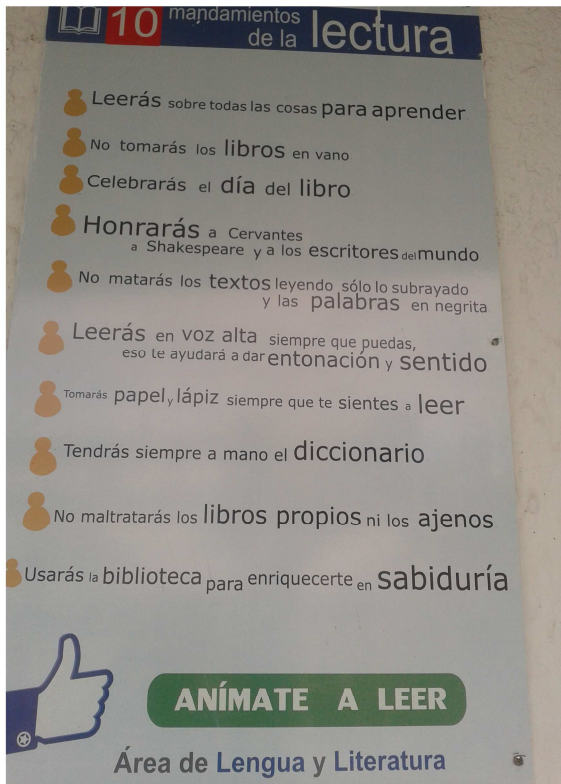 10 mandamientos
de la lectura
Leerás sobre todas las cosas para aprender
No tomarás los libros en vano
Celebrarás el día del libro
Honrarás a Cervantes
a Shakespeare y a los escritores del mundo
No matarás los textos leyendo sólo lo subrayado
y las palabras en negrita
Leerás en voz alta siempre que puedas,
eso te ayudará a dar entonación y sentido
Tomarás papel y lápiz siempre que te sientes a leer
Tendrás siempre a mano el diccionario
No maltratarás los libros propios ni los ajenos
Usarás la biblioteca para enriquecerte en sabiduría
ANÍMATE A LEER
Área de Lengua y Literatura